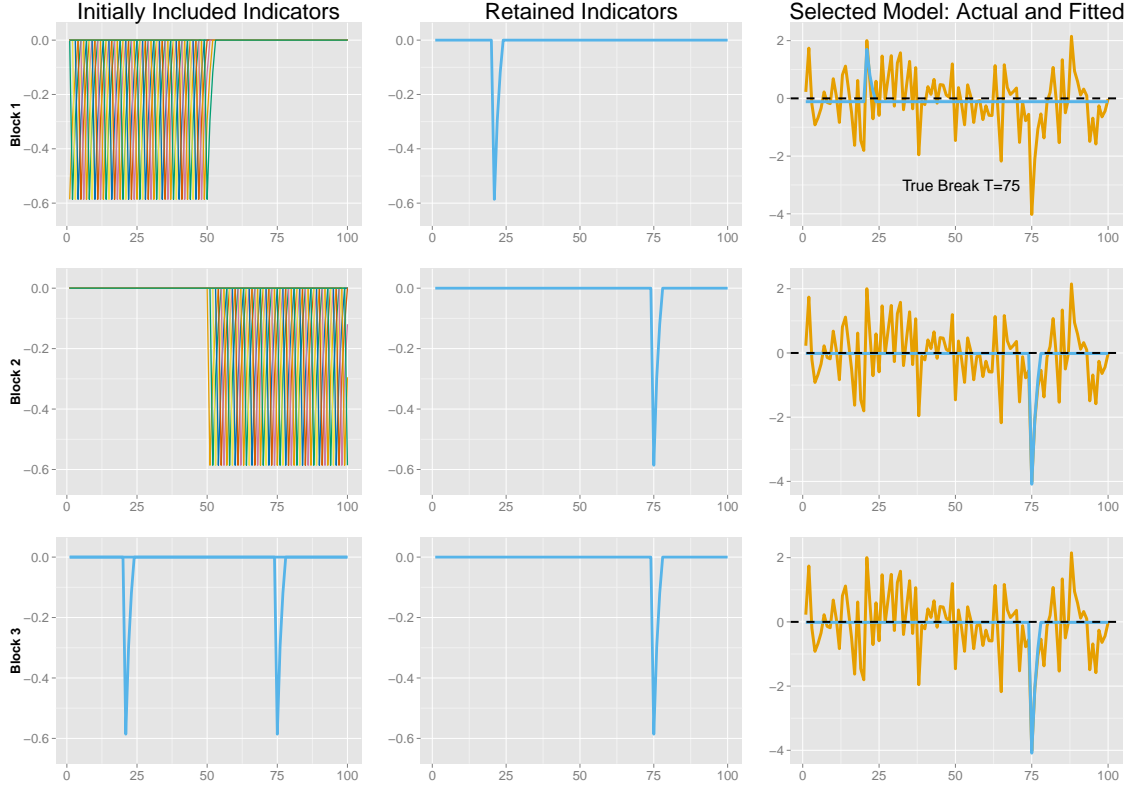 Initially Included Indicators
Retained Indicators
Selected Model: Actual and Fitted
Block 1
0.0
−0.2
−0.4
−0.6
0 25 50 75 100
0.0
−0.2
−0.4
−0.6
0 25 50 75 100
2
0
−2
−4
True Break T=75
0 25 50 75 100
Block 2
0.0
−0.2
−0.4
−0.6
0 25 50 75 100
0.0
−0.2
−0.4
−0.6
0 25 50 75 100
2
0
−2
−4
0 25 50 75 100
Block 3
0.0
−0.2
−0.4
−0.6
0 25 50 75 100
0.0
−0.2
−0.4
−0.6
0 25 50 75 100
2
0
−2
−4
0 25 50 75 100